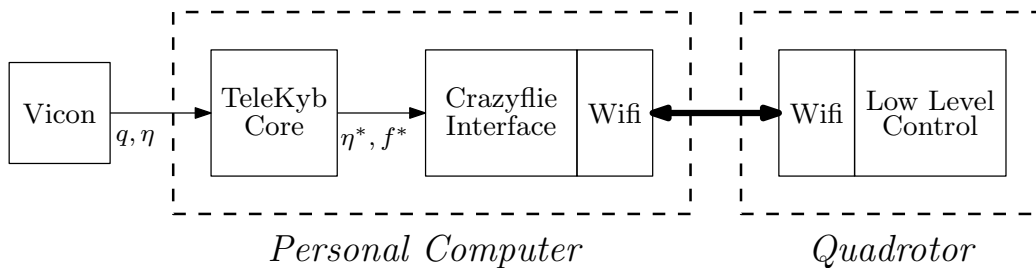 Vicon
q, η
TeleKyb
Core
η*, f*
Crazyflie
Interface
Wifi
Wifi
Low Level
Control
Personal Computer
Quadrotor